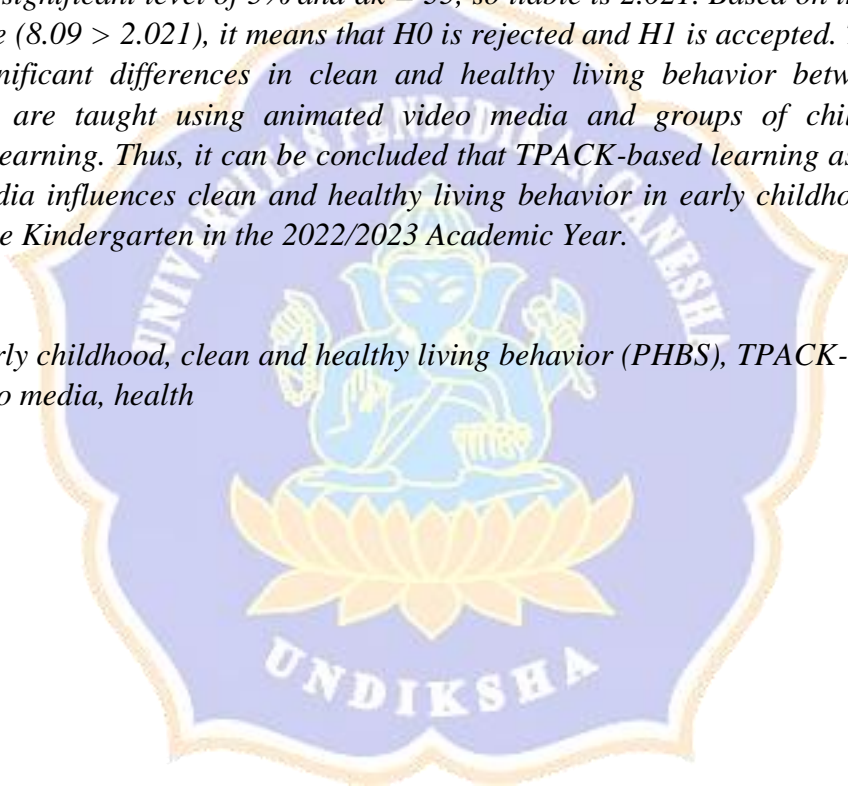 significant level of 5% and so is 2.021. Based on
e (8.09 > 2.021), it means that H0 is rejected and H1 is accepted.
nificant differences in clean and healthy living behavior betw
are taught using animated video media and groups of chil
earning. Thus, it can be concluded that TPACK-based learning as
dia influences clean and healthy living behavior in early childho
e Kindergarten in the 2022/2023 Academic Year.
UNIVERSITAS PENDIDIKAN GANESHA
rly childhood, clean and healthy living behavior (PHBS), TPACK-
o media, health
UNDIKSHA